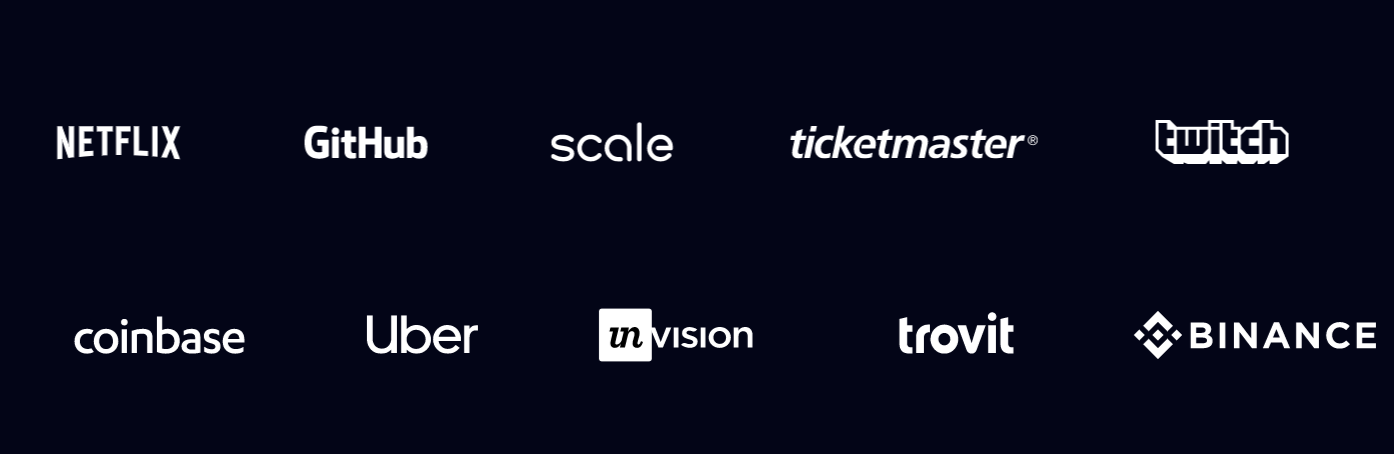 NETFLIX GitHub scale ticketmaster® twitch
coinbase Uber inVISION trovit BINANCE